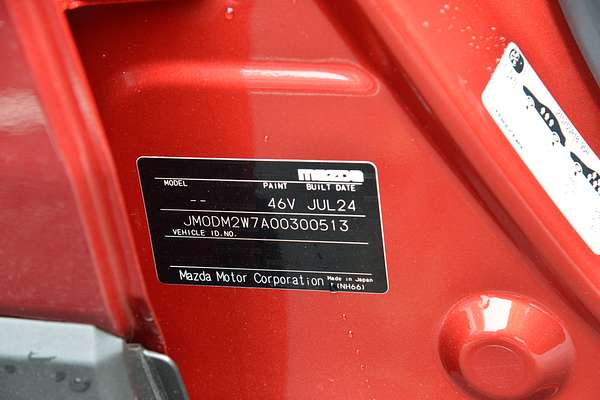 mazda
MODEL PAINT BUILT DATE
-- 46V JUL24
JM0DM2W7A00300513
VEHICLE ID.NO.
Mazda Motor Corporation Made in Japan
(NH66)